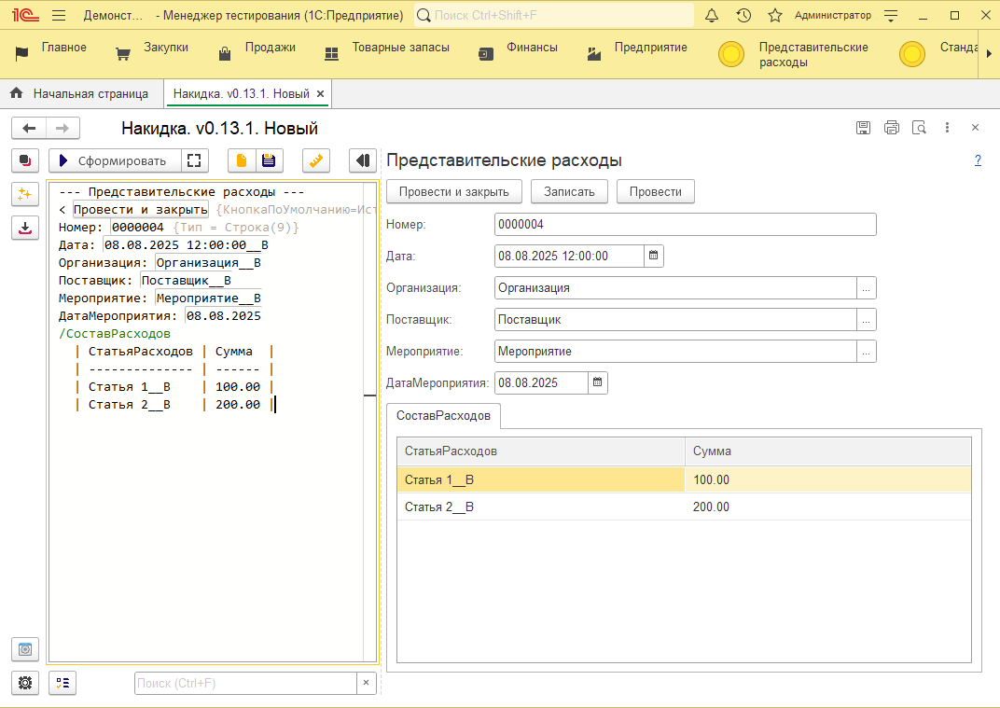 1С Демонст... - Менеджер тестирования (1С:Предприятие) Поиск Ctrl+Shift+F Администратор
Главное Закупки Продажи Товарные запасы Финансы Предприятие Представительские расходы Станда
Начальная страница Накидка. v0.13.1. Новый ×
Накидка. v0.13.1. Новый
Сформировать
--- Представительские расходы ---
< Провести и закрыть {КнопкаПоУмолчанию=Ист
Номер: 0000004 {Тип = Строка(9)}
Дата: 08.08.2025 12:00:00__В
Организация: Организация__В
Поставщик: Поставщик__В
Мероприятие: Мероприятие__В
ДатаМероприятия: 08.08.2025
/СоставРасходов
| СтатьяРасходов | Сумма |
| -------------- | ------ |
| Статья 1__В | 100.00 |
| Статья 2__В | 200.00 |
Поиск (Ctrl+F) ×
Представительские расходы ?
Провести и закрыть Записать Провести
Номер: 0000004
Дата: 08.08.2025 12:00:00
Организация: Организация ...
Поставщик: Поставщик ...
Мероприятие: Мероприятие ...
ДатаМероприятия: 08.08.2025
СоставРасходов
СтатьяРасходов Сумма
Статья 1__В 100.00
Статья 2__В 200.00